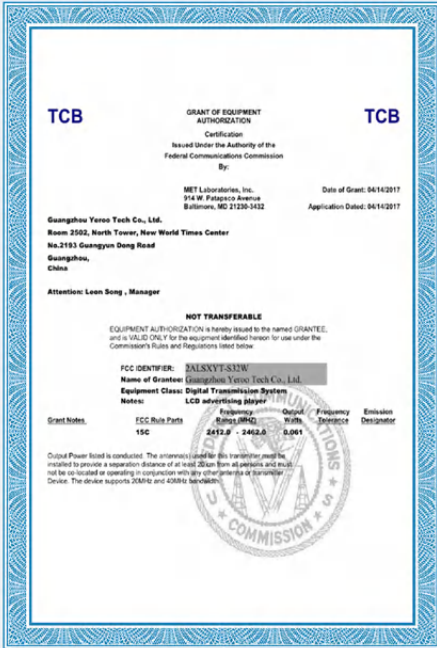 TCB
GRANT OF EQUIPMENT
AUTHORIZATION
TCB
Certification
Issued Under the Authority of the
Federal Communications Commission
By:
MET Laboratories, Inc.
914 W. Patapsco Avenue
Baltimore, MD 21230-3432
Date of Grant: 04/14/2017
Application Dated: 04/14/2017
Guangzhou Yeroo Tech Co., Ltd.
Room 2502, North Tower, New World Times Center
No.2193 Guangyun Dong Road
Guangzhou,
China
Attention: Leon Song , Manager
NOT TRANSFERABLE
EQUIPMENT AUTHORIZATION is hereby issued to the named GRANTEE,
and is VALID ONLY for the equipment identified hereon for use under the
Commission's Rules and Regulations listed below.
FCC IDENTIFIER: 2ALSXYT-S32W
Name of Grantee: Guangzhou Yeroo Tech Co., Ltd.
Equipment Class: Digital Transmission System
Notes: LCD advertising player
Grant Notes FCC Rule Parts Frequency Range (MHZ) Output Watts Frequency Tolerance Emission Designator
15C 2412.0 - 2462.0 0.061
Output Power listed is conducted. The antenna(s) used for this transmitter must be
installed to provide a separation distance of at least 20 cm from all persons and must
not be co-located or operating in conjunction with any other antenna or transmitter
Device. The device supports 20MHz and 40MHz bandwidth.
COMMUNICATIONS
COMMISSION